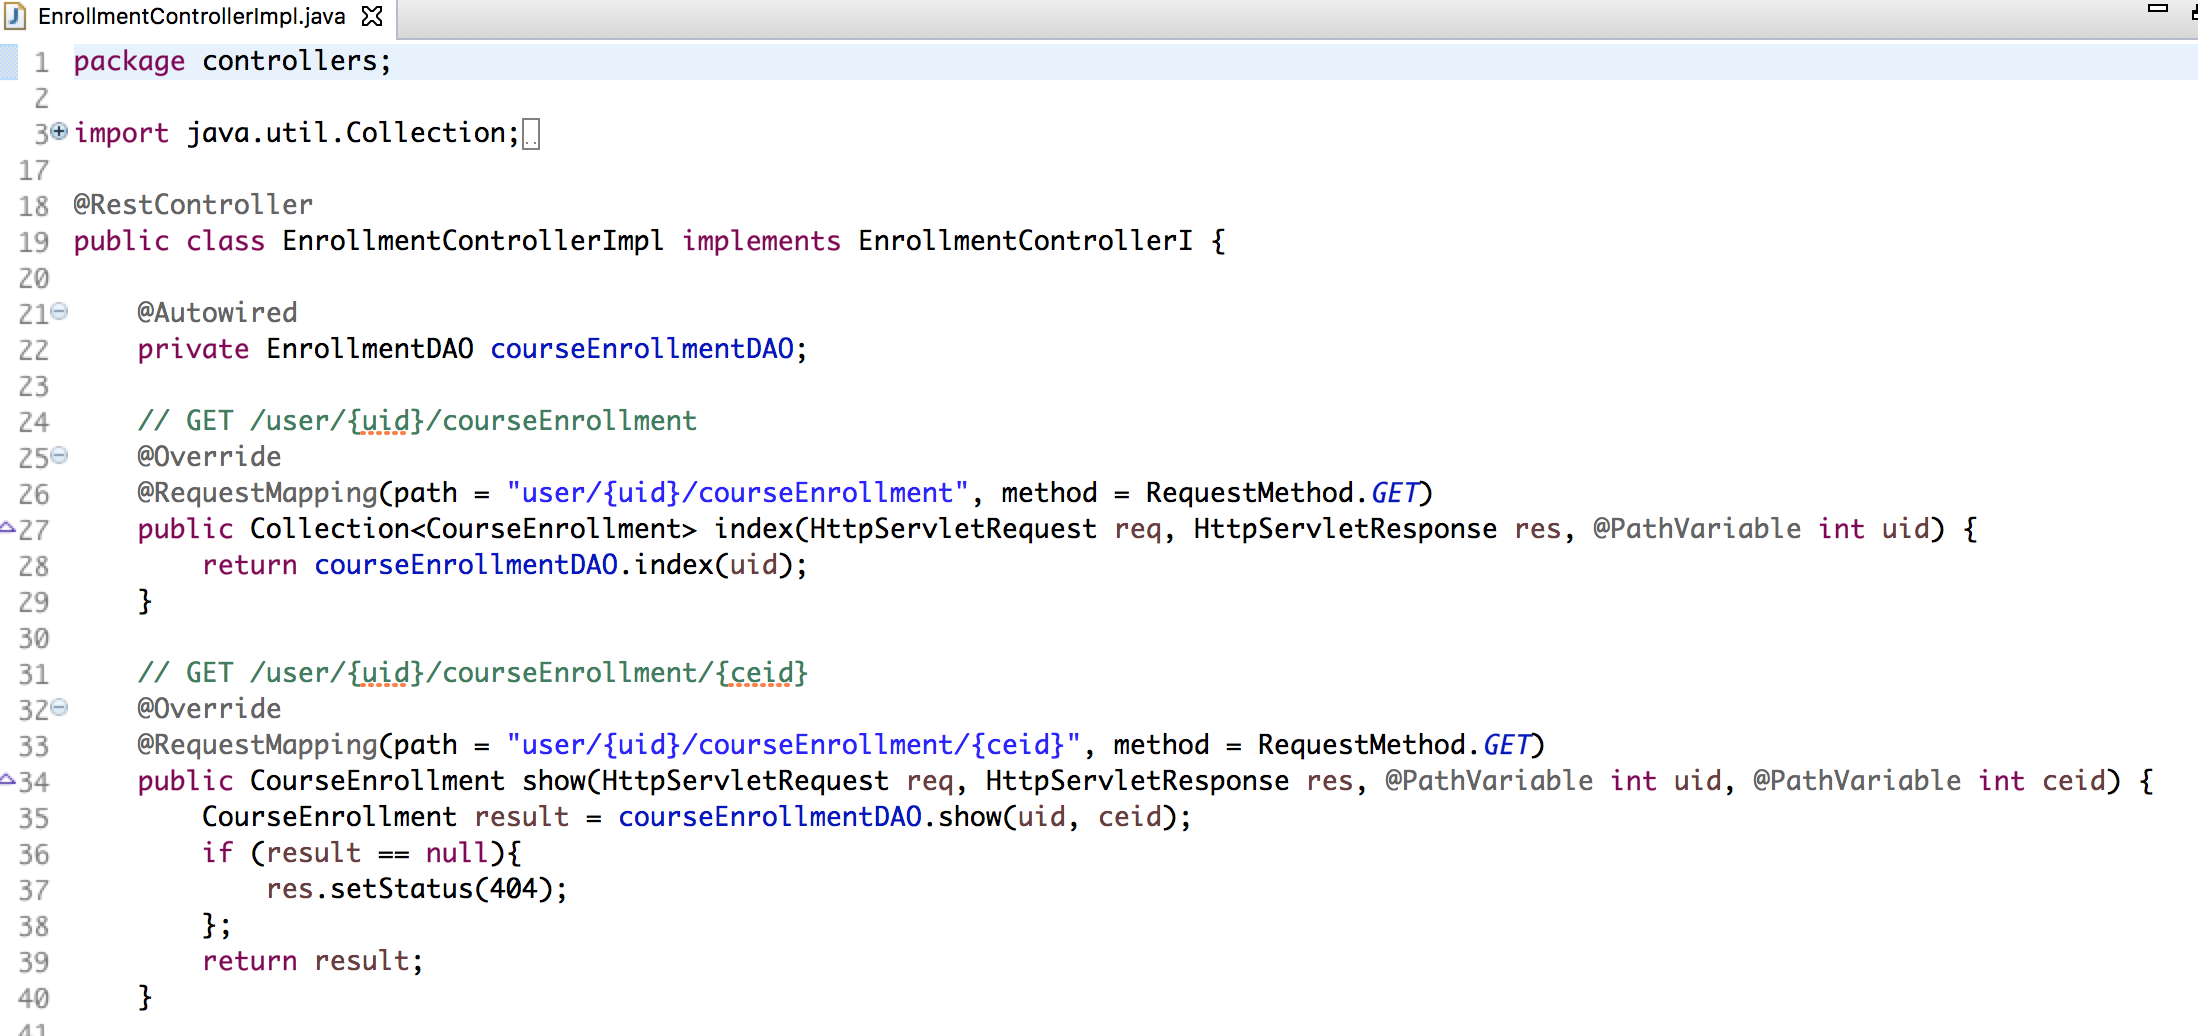 EnrollmentControllerImpl.java
1 package controllers;
2
3 import java.util.Collection;
17
18 @RestController
19 public class EnrollmentControllerImpl implements EnrollmentControllerI {
20
21 @Autowired
22 private EnrollmentDAO courseEnrollmentDAO;
23
24 // GET /user/{uid}/courseEnrollment
25 @Override
26 @RequestMapping(path = "user/{uid}/courseEnrollment", method = RequestMethod.GET)
27 public Collection<CourseEnrollment> index(HttpServletRequest req, HttpServletResponse res, @PathVariable int uid) {
28 return courseEnrollmentDAO.index(uid);
29 }
30
31 // GET /user/{uid}/courseEnrollment/{ceid}
32 @Override
33 @RequestMapping(path = "user/{uid}/courseEnrollment/{ceid}", method = RequestMethod.GET)
34 public CourseEnrollment show(HttpServletRequest req, HttpServletResponse res, @PathVariable int uid, @PathVariable int ceid) {
35 CourseEnrollment result = courseEnrollmentDAO.show(uid, ceid);
36 if (result == null){
37 res.setStatus(404);
38 };
39 return result;
40 }
41